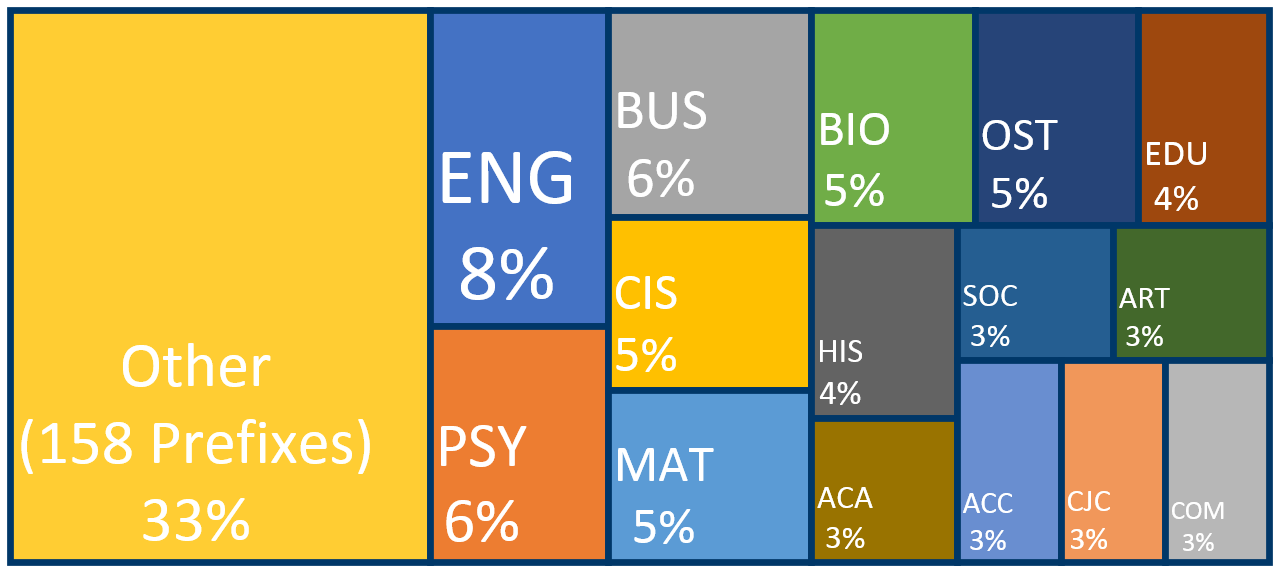 Other
(158 Prefixes)
33%
ENG
8%
PSY
6%
BUS
6%
CIS
5%
MAT
5%
BIO
5%
OST
5%
EDU
4%
HIS
4%
SOC
3%
ART
3%
ACA
3%
ACC
3%
CJC
3%
COM
3%